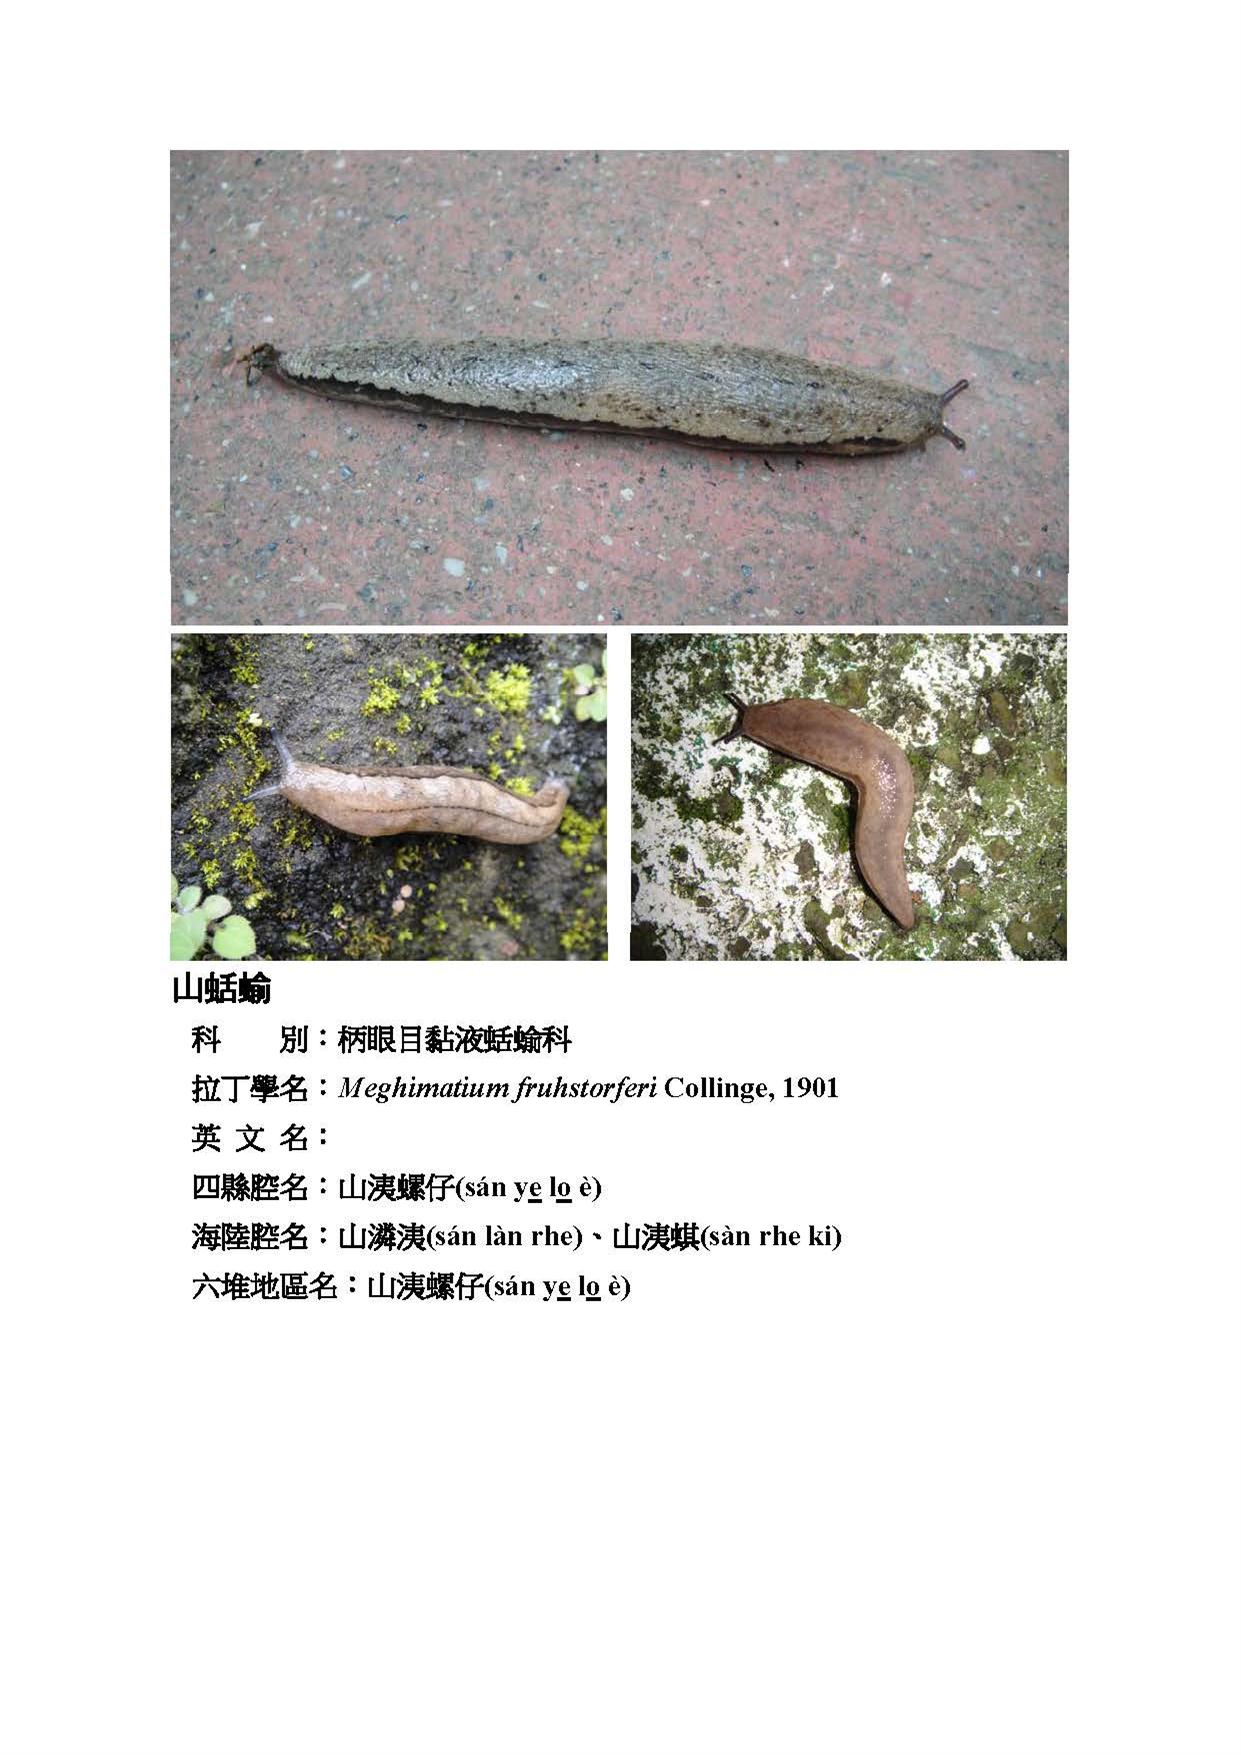 山蛞蝓
科　　別：柄眼目黏液蛞蝓科
拉丁學名：Meghimatium fruhstorferi Collinge, 1901
英 文 名：
四縣腔名：山洟螺仔(sán ye lo è)
海陸腔名：山潾洟(sán làn rhe)、山洟蜞(sàn rhe ki)
六堆地區名：山洟螺仔(sán ye lo è)